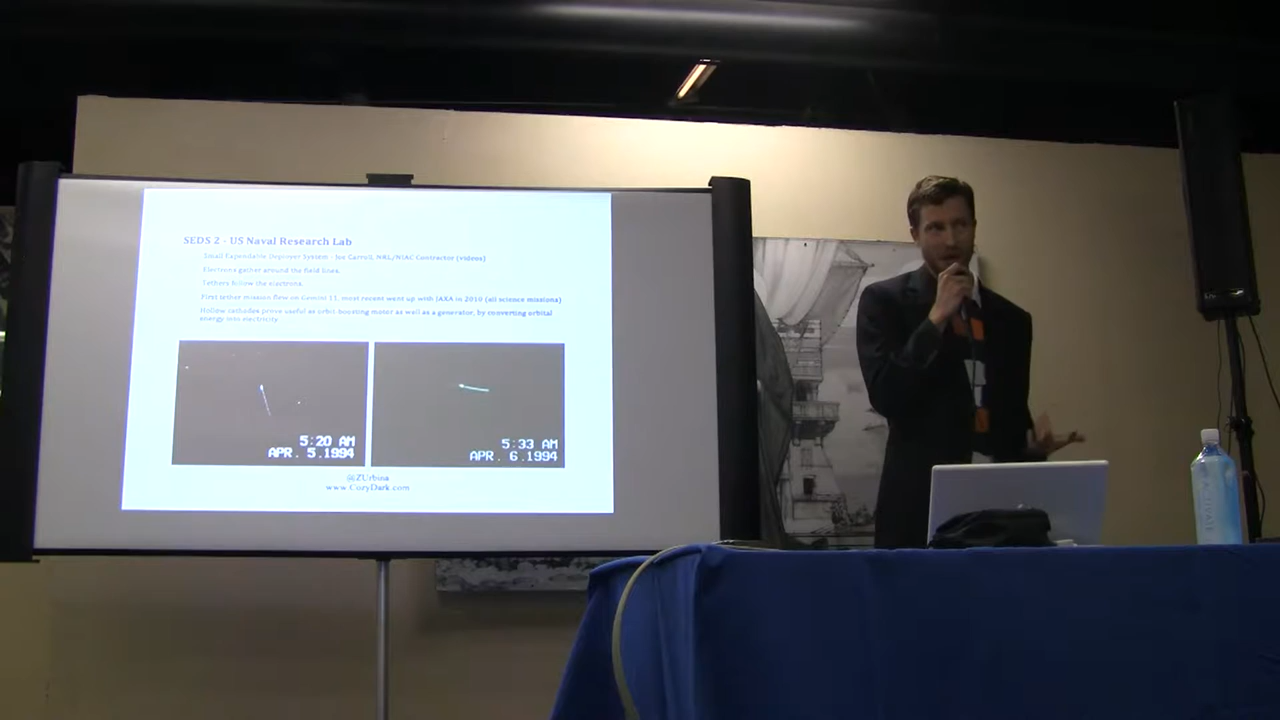 SEDS 2 - US Naval Research Lab
Small Expendable Deployer System - Joe Carroll, NRL/NIAC Contractor (videos)
Electrons gather around the field lines.
Tethers follow the electrons.
First tether mission flew on Gemini 11, most recent went up with JAXA in 2010 (all science missions)
Hollow cathodes prove useful as orbit-boosting motor as well as a generator, by converting orbital
energy into electricity.
5:20 AM
APR. 5.1994
5:33 AM
APR. 6.1994
@ZUrbina
www.CozyDark.com
ACTIVATE